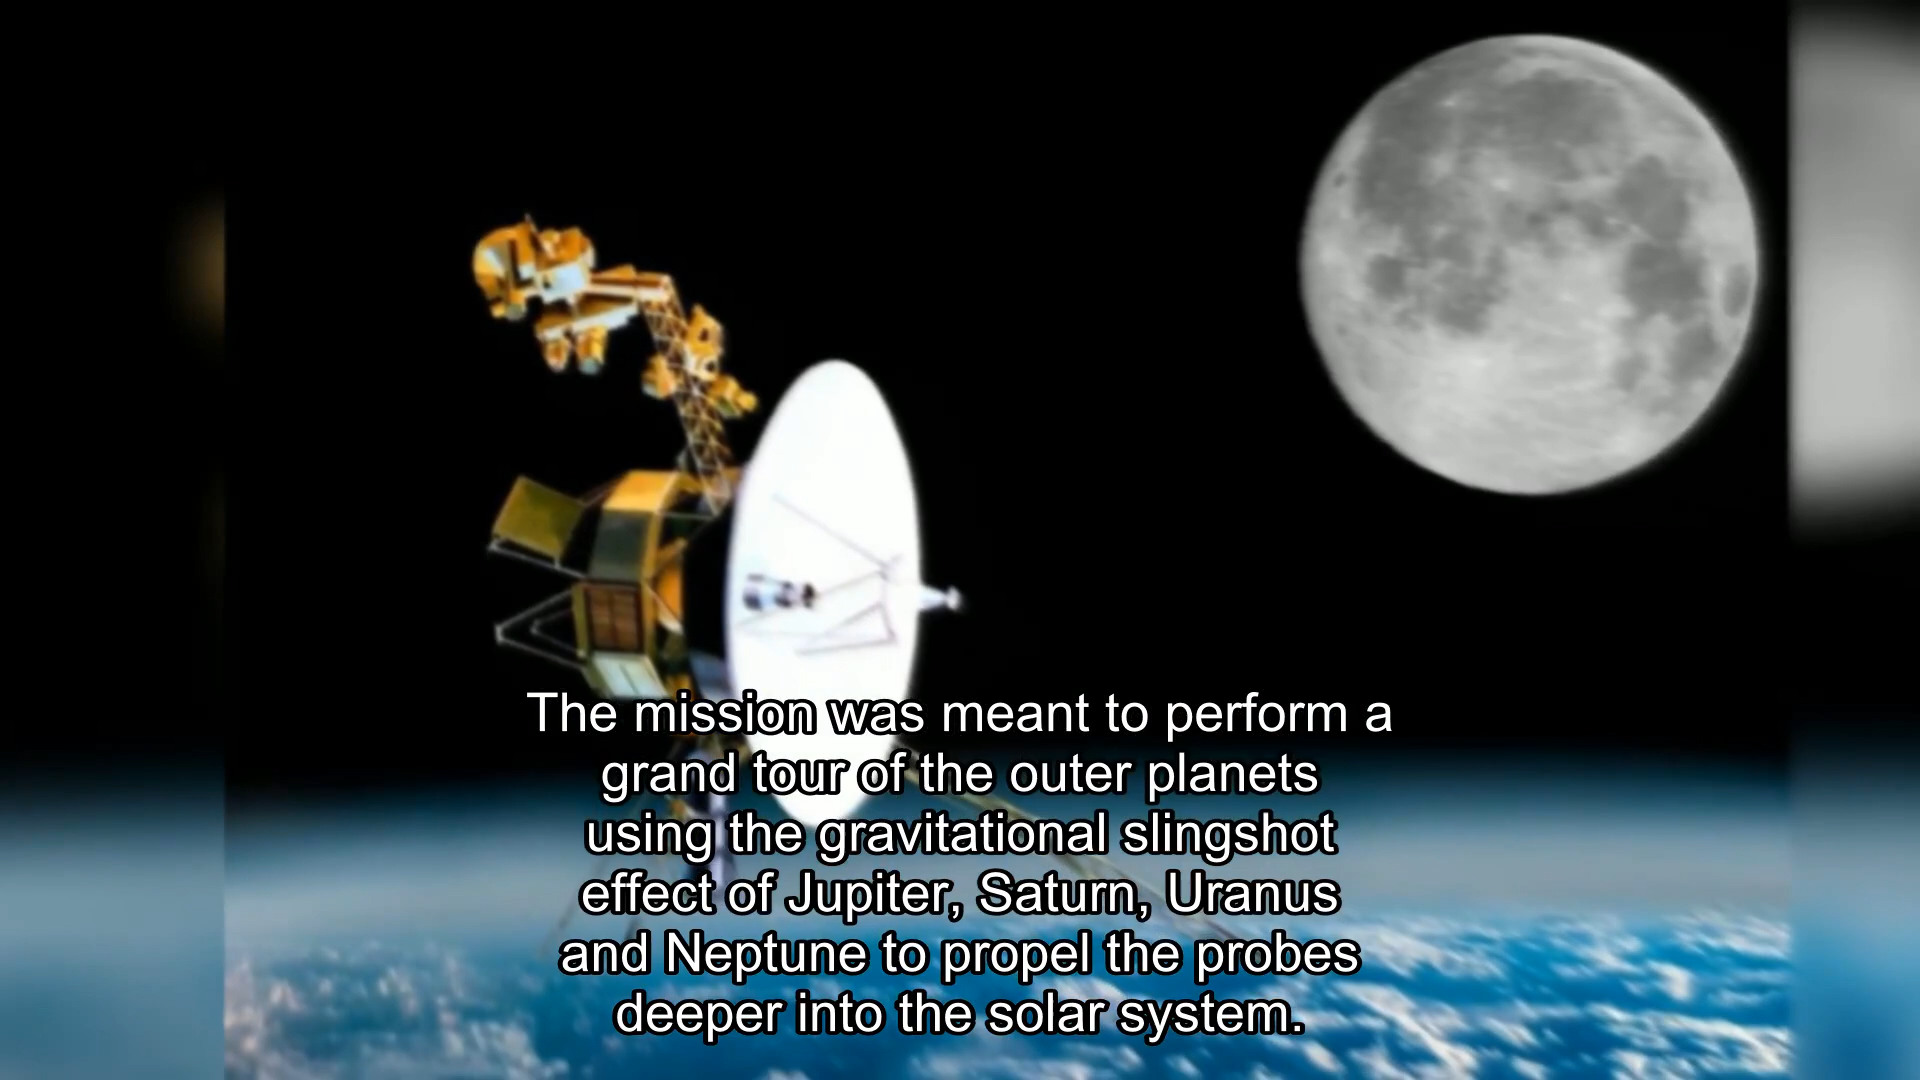 The mission was meant to perform a
grand tour of the outer planets
using the gravitational slingshot
effect of Jupiter, Saturn, Uranus
and Neptune to propel the probes
deeper into the solar system.